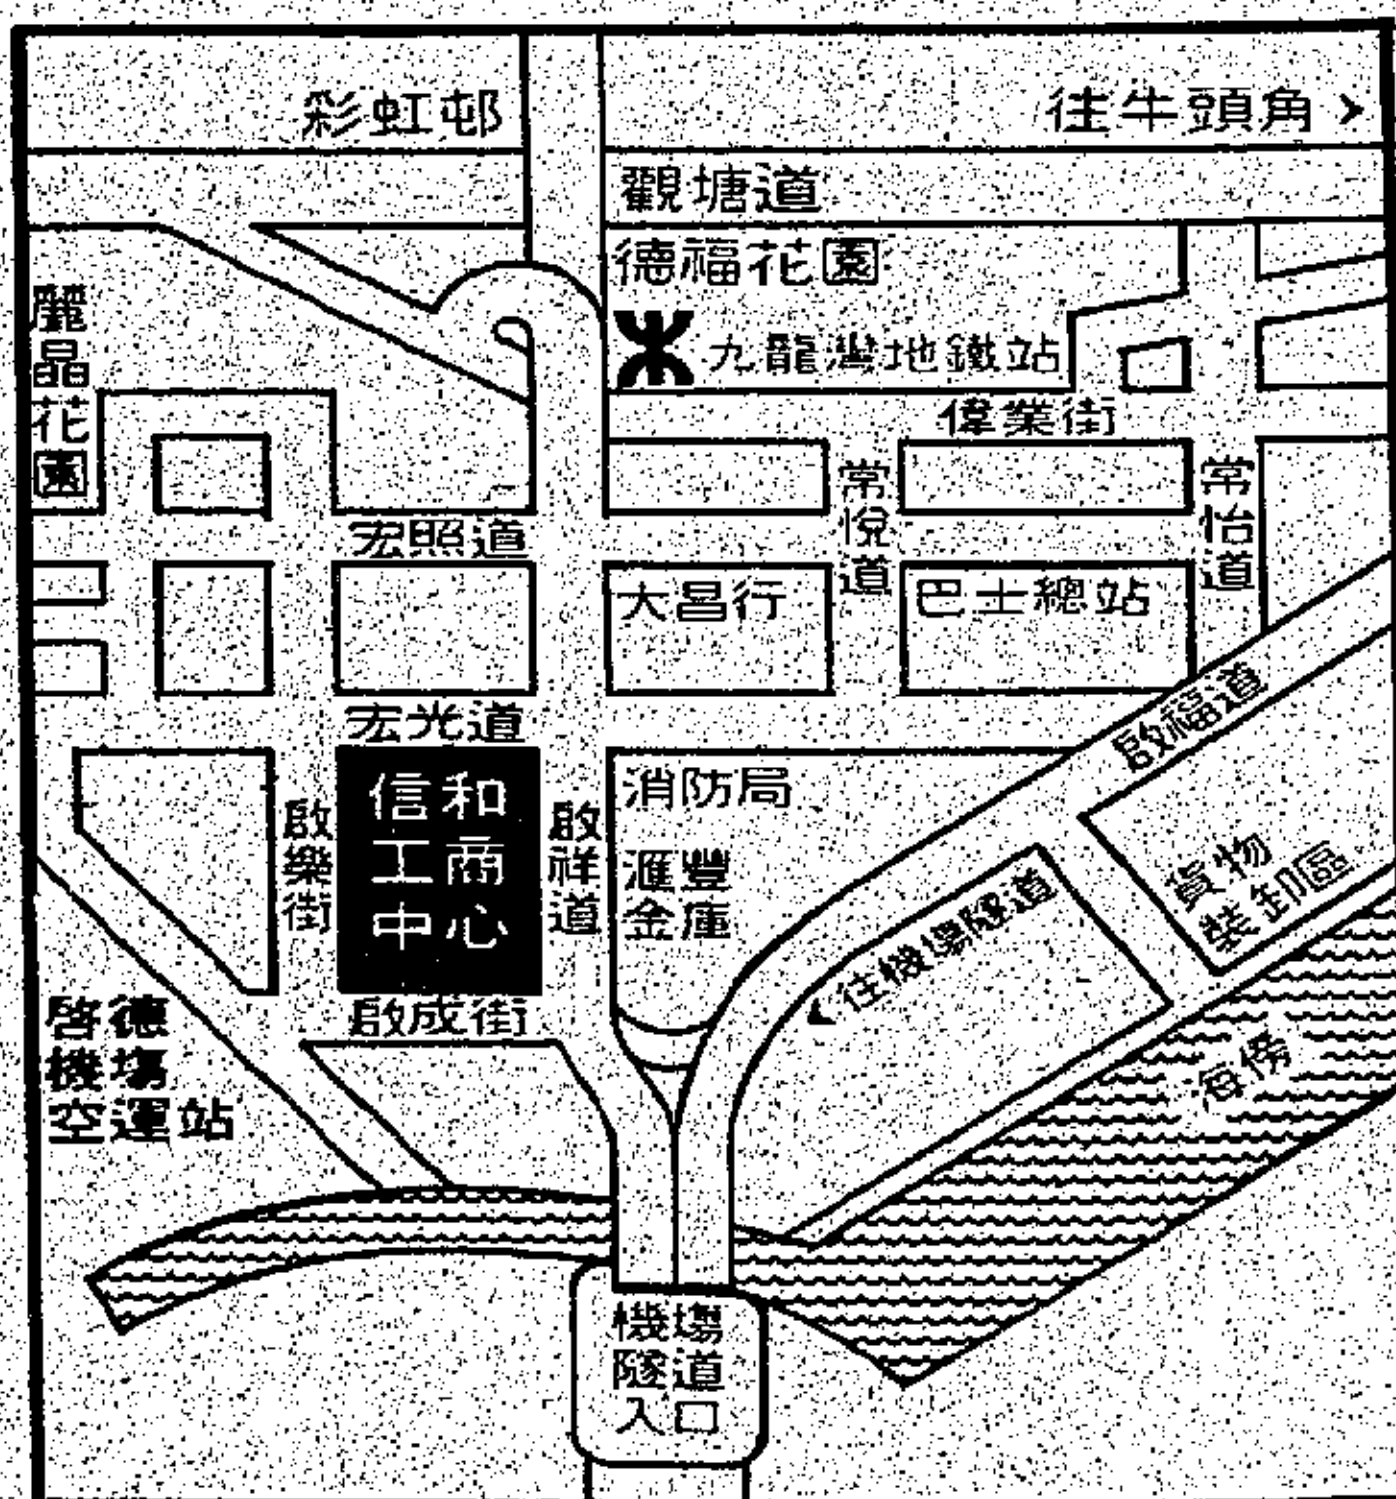 彩虹邨
往牛頭角
觀塘道
德福花園
麗晶花園
九龍灣地鐵站
偉業街
常悅道
常怡道
宏照道
大昌行
巴士總站
宏光道
啟福道
信和
工商
中心
消防局
啟樂街
啟祥道
滙豐
金庫
貨物
裝卸區
往機場隧道
啓德
機場
空運站
啟成街
海傍
機場
隧道
入口